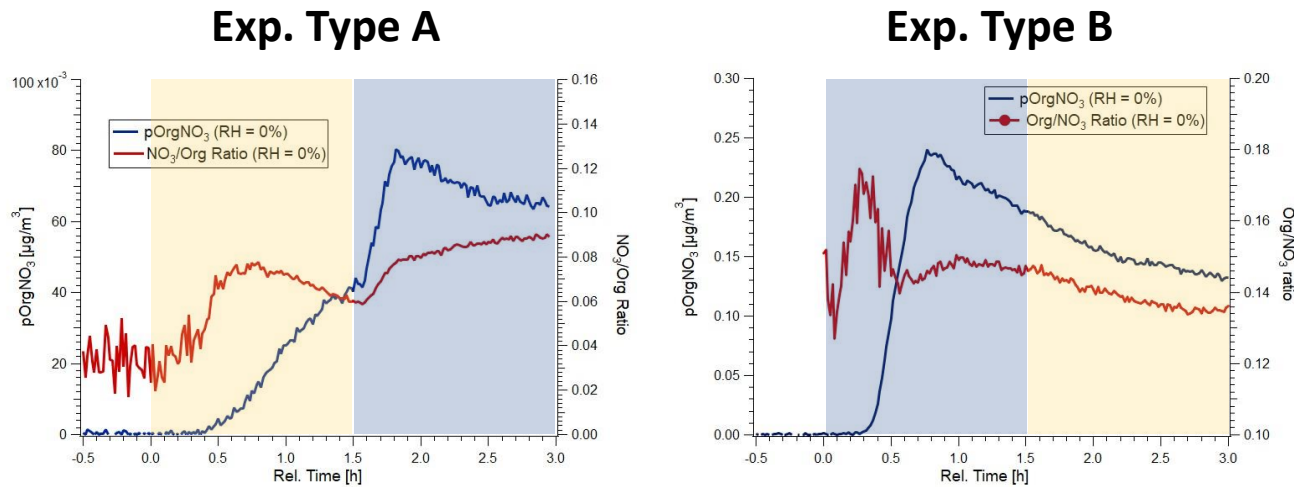 Exp. Type A
Exp. Type B
100 x10⁻³
80
60
40
20
0
pOrgNO₃ [µg/m³]
pOrgNO₃ (RH = 0%)
NO₃/Org Ratio (RH = 0%)
0.16
0.14
0.12
0.10
0.08
0.06
0.04
0.02
0.00
NO₃/Org Ratio
-0.5 0.0 0.5 1.0 1.5 2.0 2.5 3.0
Rel. Time [h]
0.30
0.25
0.20
0.15
0.10
0.05
0.00
pOrgNO₃ [µg/m³]
pOrgNO₃ (RH = 0%)
Org/NO₃ Ratio (RH = 0%)
0.20
0.18
0.16
0.14
0.12
0.10
Org/NO₃ ratio
-0.5 0.0 0.5 1.0 1.5 2.0 2.5 3.0
Rel. Time [h]